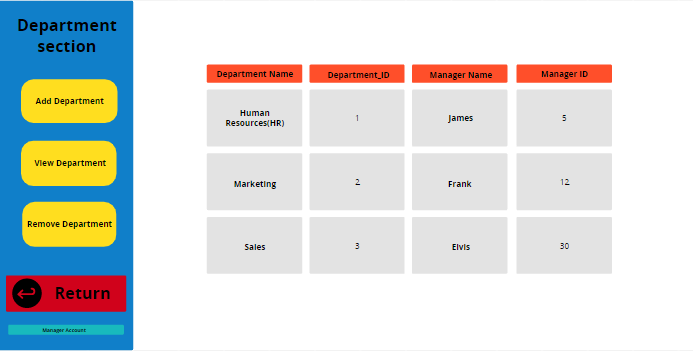 Department
section
Add Department
View Department
Remove Department
Return
Manager Account
Department Name Department_ID Manager Name Manager ID
Human
Resources(HR) 1 James 5
Marketing 2 Frank 12
Sales 3 Elvis 30